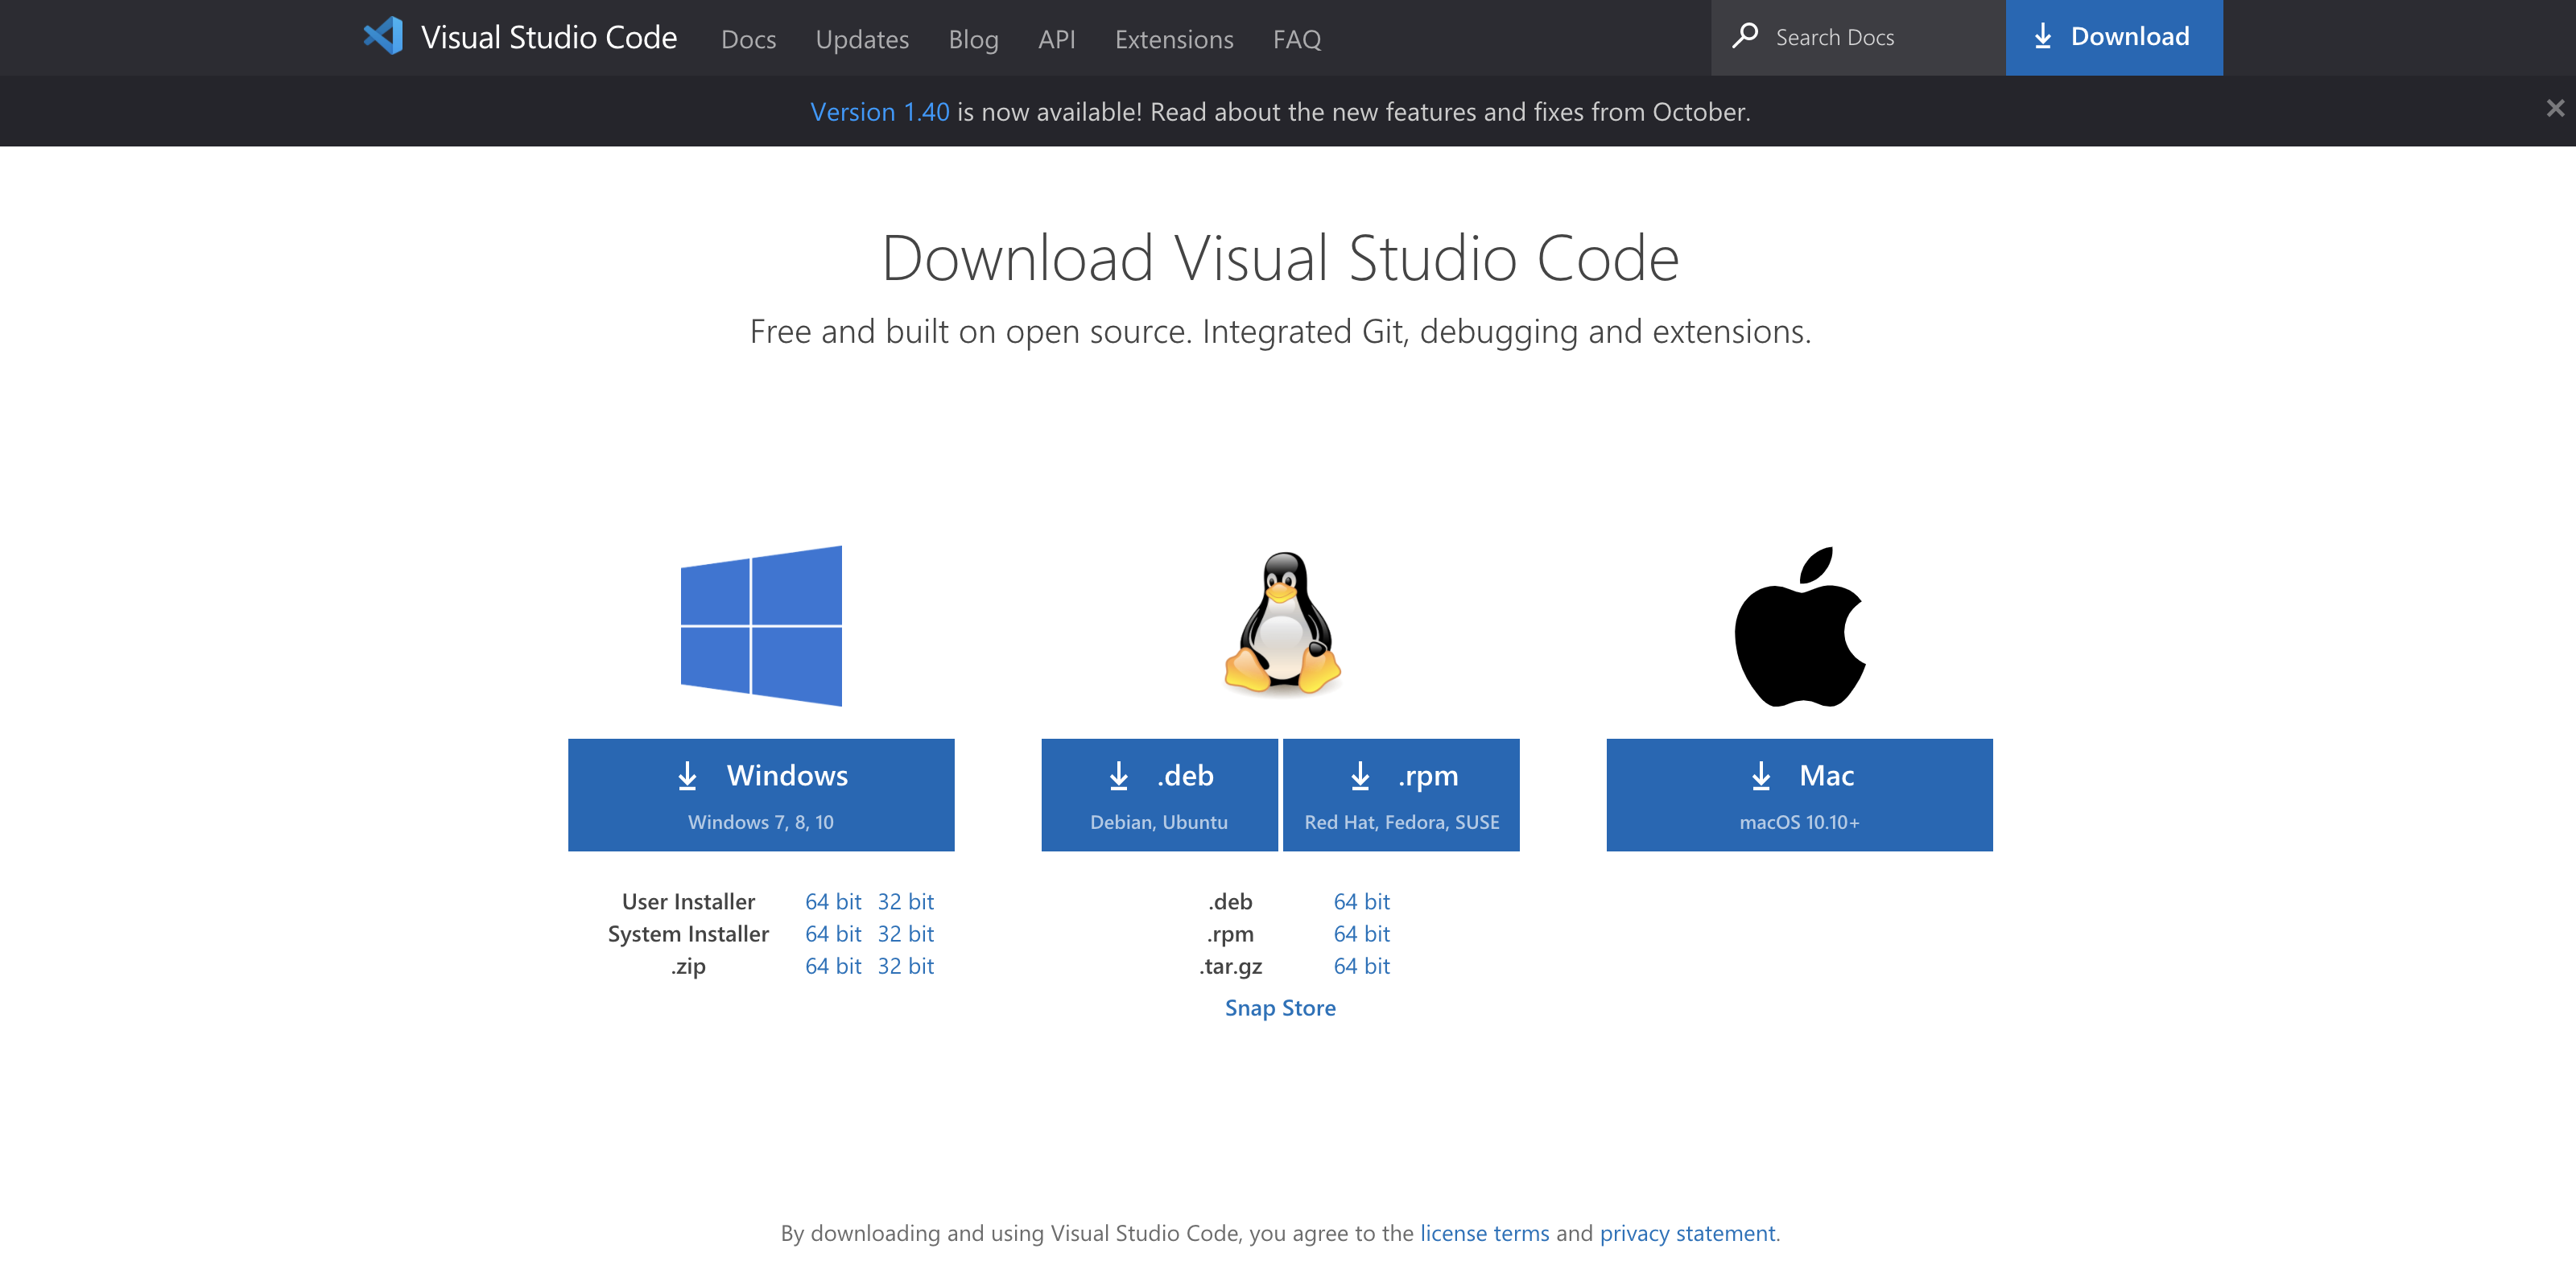 Visual Studio Code Docs Updates Blog API Extensions FAQ Search Docs Download
Version 1.40 is now available! Read about the new features and fixes from October.
Download Visual Studio Code
Free and built on open source. Integrated Git, debugging and extensions.
Windows
Windows 7, 8, 10
User Installer 64 bit 32 bit
System Installer 64 bit 32 bit
.zip 64 bit 32 bit
.deb
Debian, Ubuntu
.rpm
Red Hat, Fedora, SUSE
.deb 64 bit
.rpm 64 bit
.tar.gz 64 bit
Snap Store
Mac
macOS 10.10+
By downloading and using Visual Studio Code, you agree to the license terms and privacy statement.